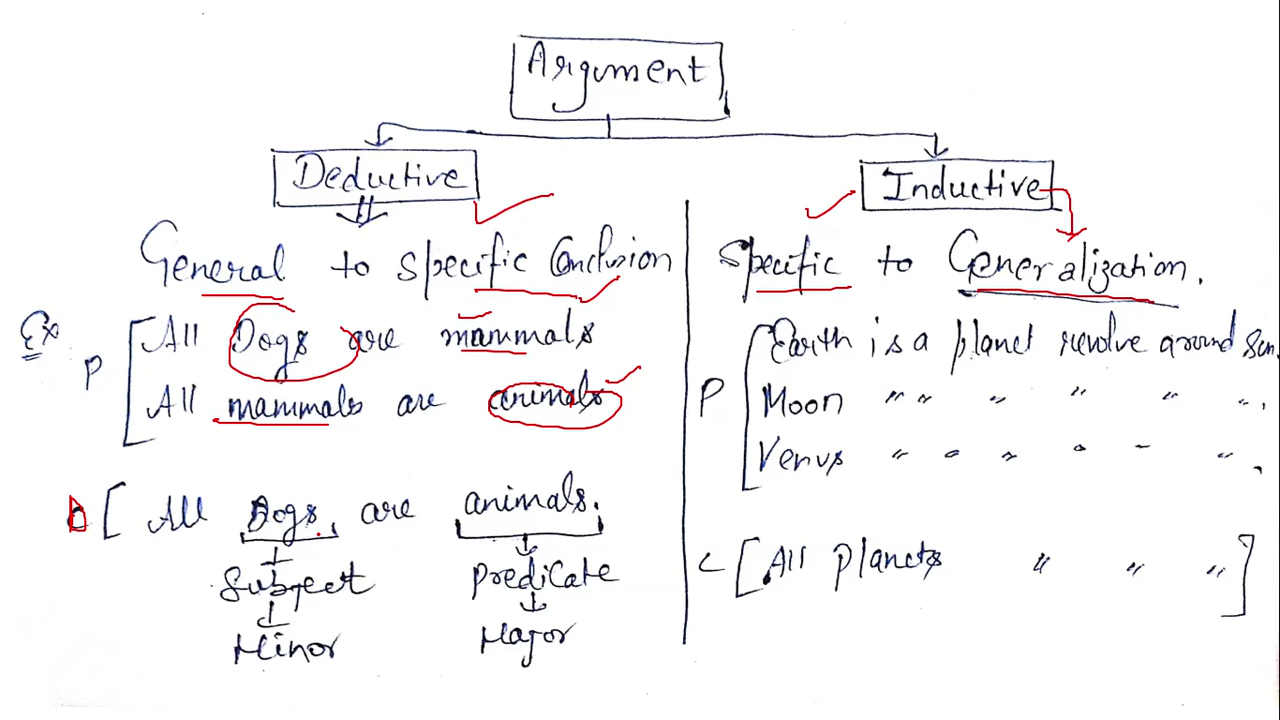 Argument
Deductive
Inductive
General to specific Conclusion
Specific to Generalization.
Ex
P
All Dogs are mammals
All mammals are animals
All Dogs, are animals.
Subject
Predicate
Minor
Major
P
Earth is a planet revolve around sun.
Moon " " " " " ".
Venus " " " " " ".
C
All Planets " " "